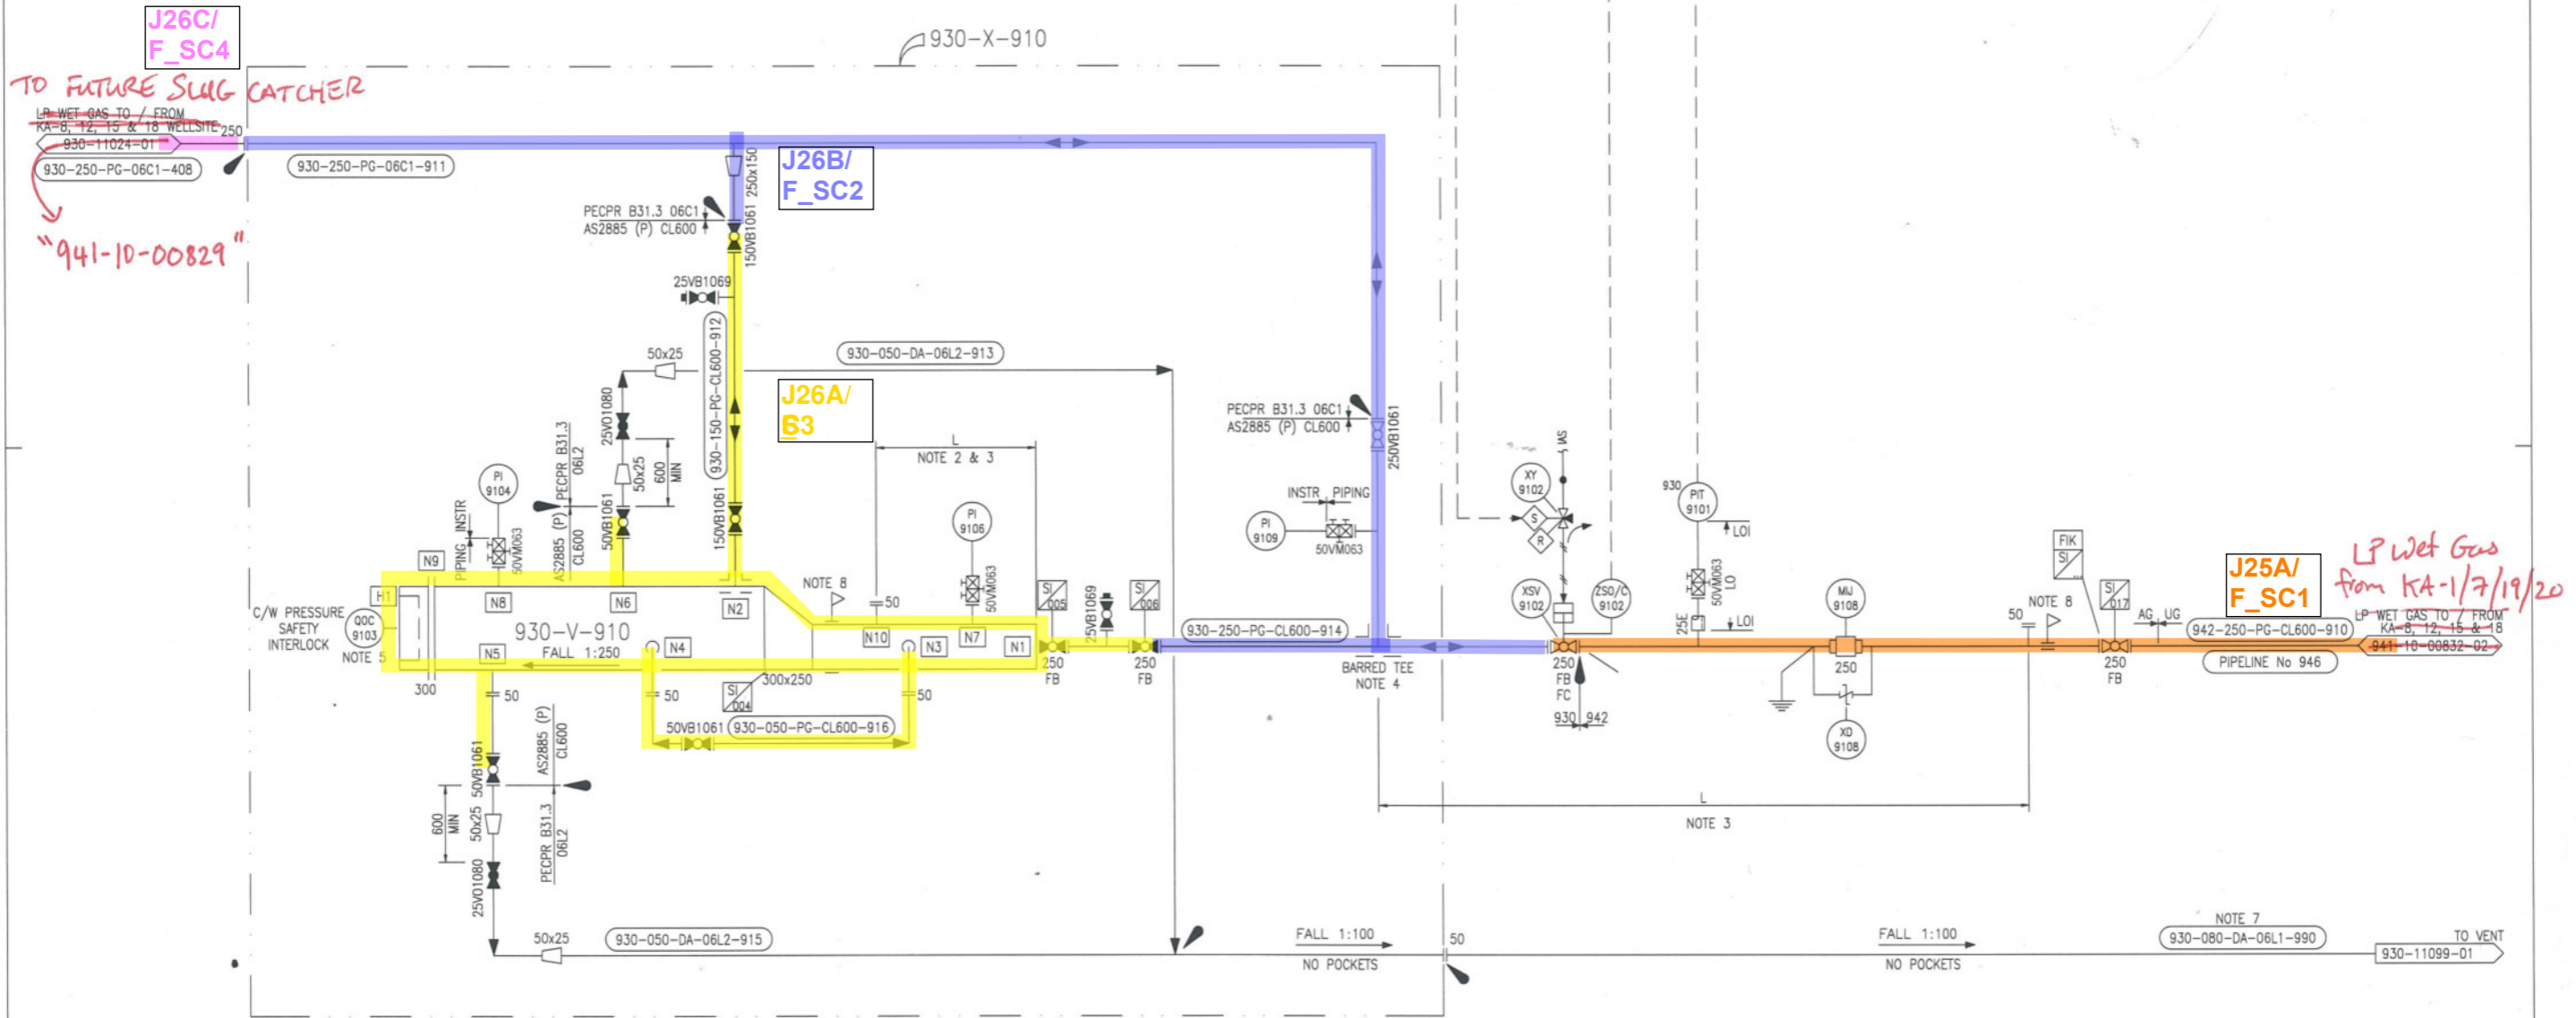 J26C/
F_SC4
930-X-910
TO FUTURE SLUG CATCHER
LP WET GAS TO / FROM
KA-8, 12, 15 & 18 WELLSITE
250
930-11024-01
930-250-PG-06C1-408
930-250-PG-06C1-911
"941-10-00829"
250x150
J26B/
F_SC2
PECPR B31.3 06C1
AS2885 (P) CL600
150VB1061
25VB1069
930-150-PG-CL600-912
50x25
930-050-DA-06L2-913
J26A/
25VO1080
PECPR B31.3
06L2
50x25
600
MIN
50VB1061
AS2885 (P)
CL600
150VB1061
L
NOTE 2 & 3
PECPR B31.3 06C1
AS2885 (P) CL600
250VB1061
PI
9104
PIPING INSTR
50VM063
PI
9106
50VM063
INSTR PIPING
PI
9109
50VM063
IAS
XY
9102
S
R
930
PIT
9101
LOI
50VM063
LO
25E
LOI
XSV
9102
ZSO/C
9102
MIJ
9108
FIK
SI
SI
017
NOTE 8
50
AG UG
J25A/
F_SC1
LP Wet Gas
from KA-1/7/19/20
LP WET GAS TO / FROM
KA-8, 12, 15 & 18
942-250-PG-CL600-910
941-10-00832-02
PIPELINE No 946
N9
H1
C/W PRESSURE
SAFETY
INTERLOCK
QOC
9103
NOTE 5
N8
N6
N2
NOTE 8
50
N10
N7
930-V-910
FALL 1:250
N5
N4
N3
N1
SI
005
25VB1069
SI
006
930-250-PG-CL600-914
250
FB
250
FB
BARRED TEE
NOTE 4
250
FB
FC
930 942
250
250
FB
XD
9108
300
50
50
SI
004
300x250
50
50VB1061
930-050-PG-CL600-916
50VB1061
AS2885 (P)
CL600
600
MIN
50x25
PECPR B31.3
06L2
25VO1080
L
NOTE 3
50x25
930-050-DA-06L2-915
FALL 1:100
NO POCKETS
50
FALL 1:100
NO POCKETS
NOTE 7
930-080-DA-06L1-990
TO VENT
930-11099-01